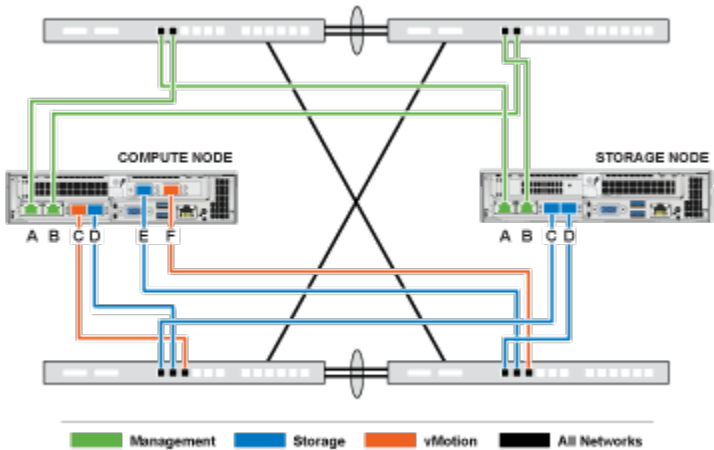 COMPUTE NODE
STORAGE NODE
A B C D E F
A B C D
Management Storage vMotion All Networks